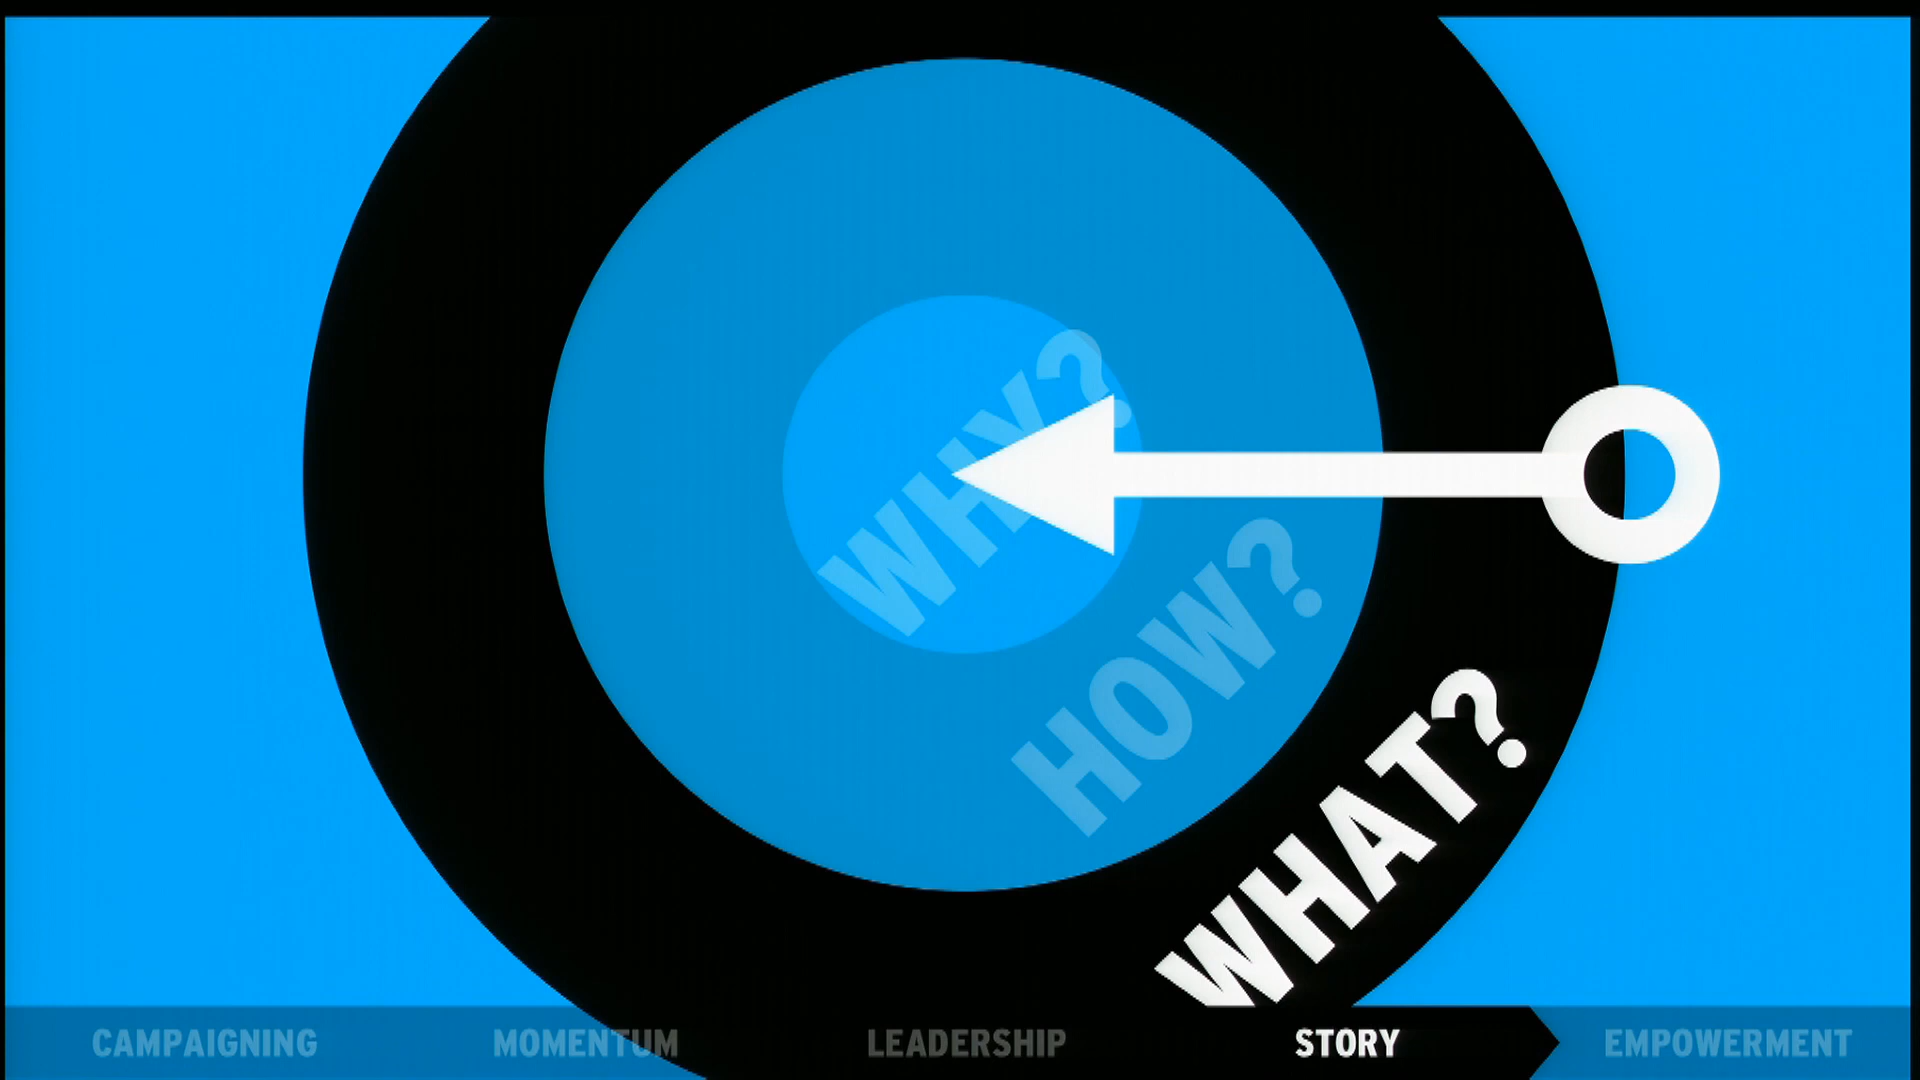 WHY?
HOW?
WHAT?
CAMPAIGNING MOMENTUM LEADERSHIP STORY EMPOWERMENT